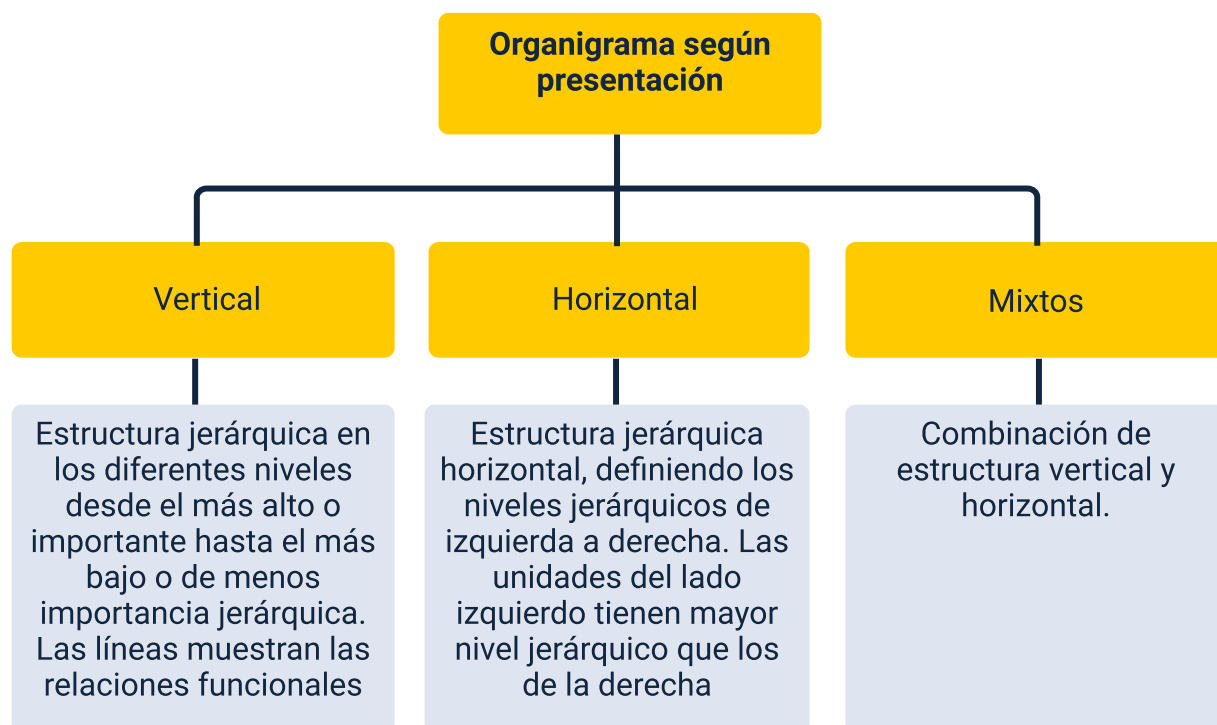 Organigrama según
presentación
Vertical
Horizontal
Mixtos
Estructura jerárquica en
los diferentes niveles
desde el más alto o
importante hasta el más
bajo o de menos
importancia jerárquica.
Las líneas muestran las
relaciones funcionales
Estructura jerárquica
horizontal, definiendo los
niveles jerárquicos de
izquierda a derecha. Las
unidades del lado
izquierdo tienen mayor
nivel jerárquico que los
de la derecha
Combinación de
estructura vertical y
horizontal.